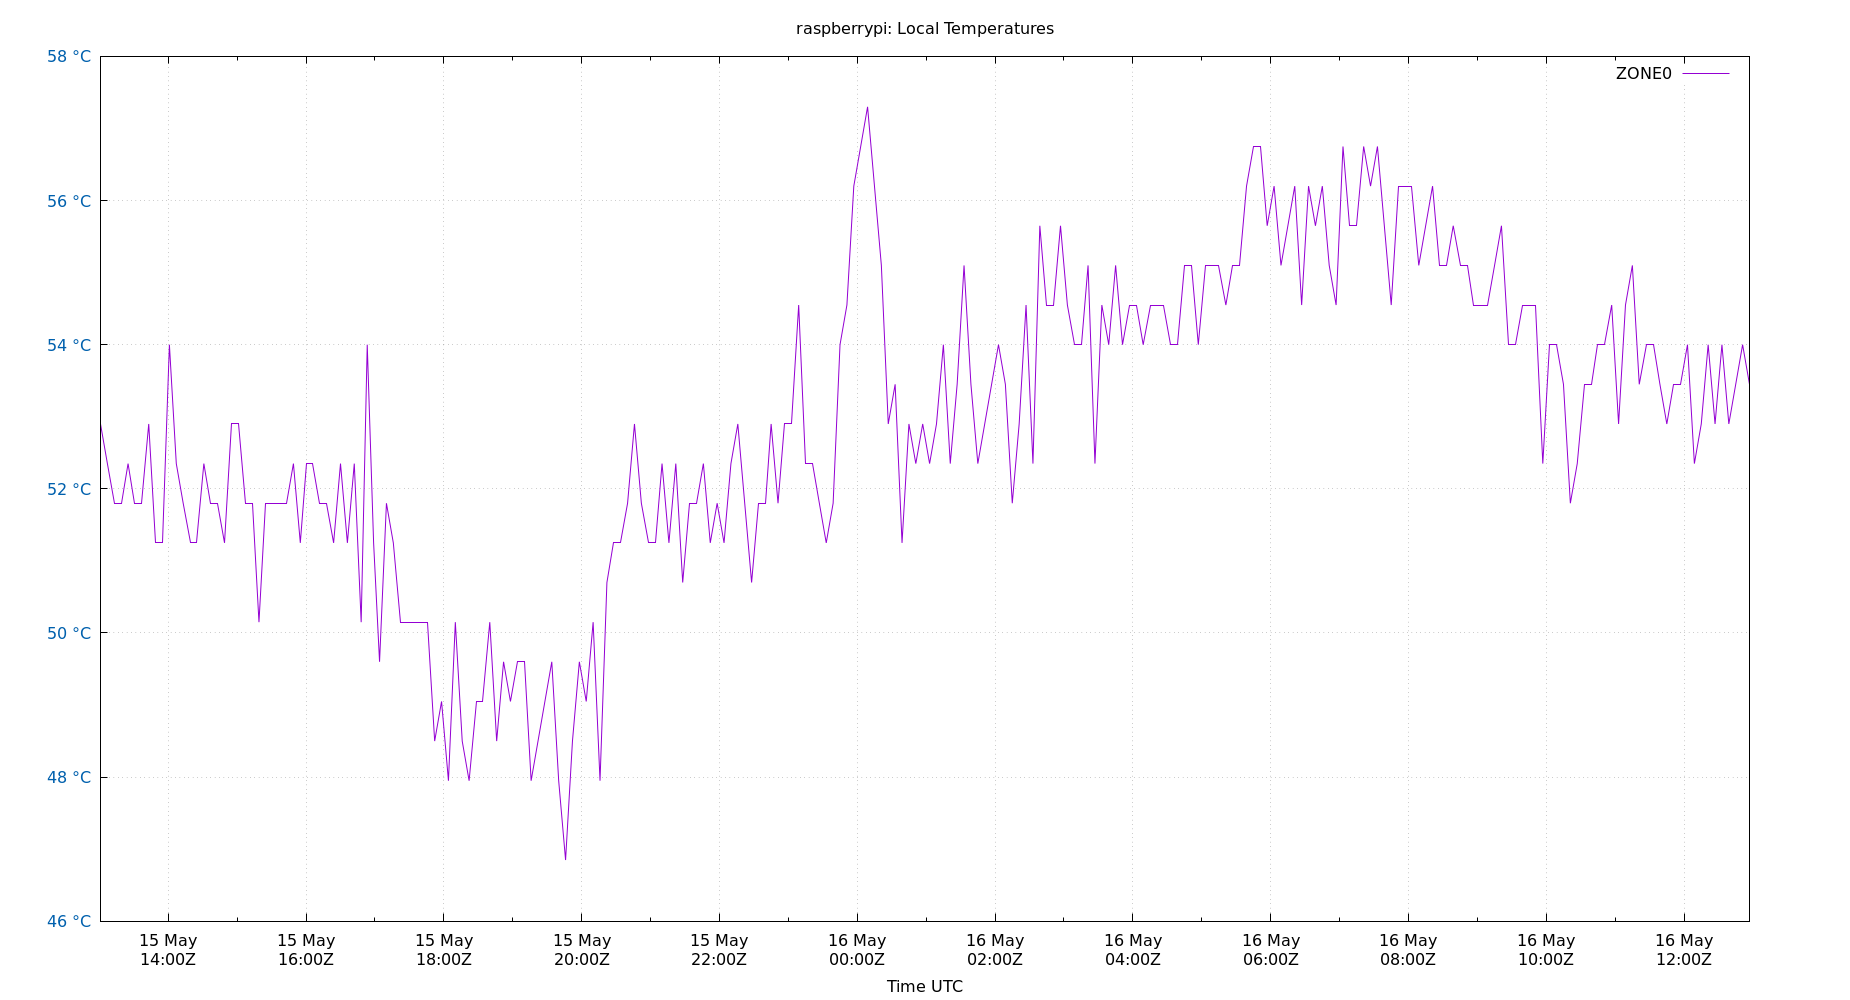 raspberrypi: Local Temperatures
58 °C
ZONE0
56 °C
54 °C
52 °C
50 °C
48 °C
46 °C
15 May 15 May 15 May 15 May 15 May 16 May 16 May 16 May 16 May 16 May 16 May 16 May
14:00Z 16:00Z 18:00Z 20:00Z 22:00Z 00:00Z 02:00Z 04:00Z 06:00Z 08:00Z 10:00Z 12:00Z
Time UTC